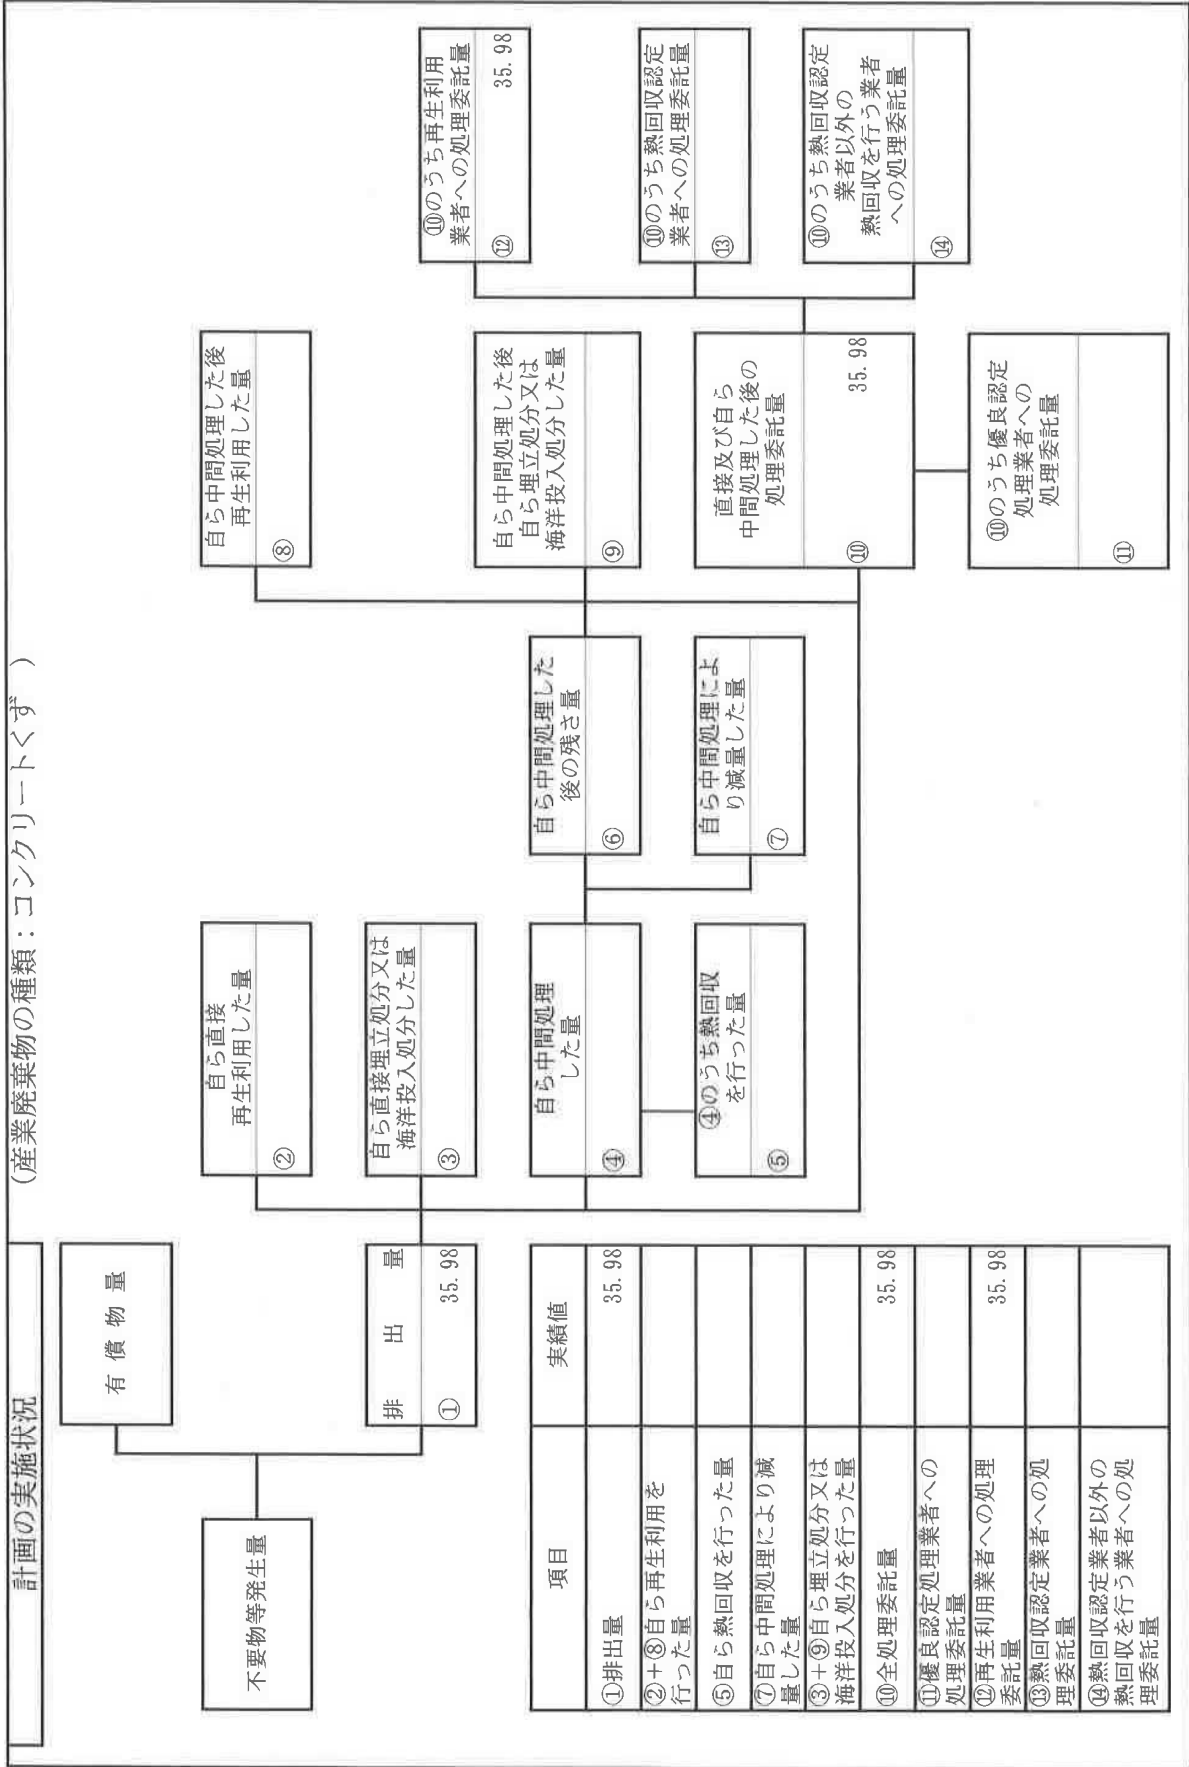 計画の実施状況
(産業廃棄物の種類：コンクリートくず )
不要物等発生量
有 償 物 量
排 出 量
① 35.98
自ら直接
再生利用した量
②
自ら直接埋立処分又は
海洋投入処分した量
③
自ら中間処理
した量
④
④のうち熱回収
を行った量
⑤
自ら中間処理した
後の残さ量
⑥
自ら中間処理によ
り減量した量
⑦
自ら中間処理した後
再生利用した量
⑧
自ら中間処理した後
自ら埋立処分又は
海洋投入処分した量
⑨
直接及び自ら
中間処理した後の
処理委託量
⑩ 35.98
⑩のうち優良認定
処理業者への
処理委託量
⑪
⑩のうち再生利用
業者への処理委託量
⑫ 35.98
⑩のうち熱回収認定
業者への処理委託量
⑬
⑩のうち熱回収認定
業者以外の
熱回収を行う業者
への処理委託量
⑭
項目 実績値
①排出量 35.98
②+⑧自ら再生利用を
行った量
⑤自ら熱回収を行った量
⑦自ら中間処理により減
量した量
③+⑨自ら埋立処分又は
海洋投入処分を行った量
⑩全処理委託量 35.98
⑪優良認定処理業者への
処理委託量
⑫再生利用業者への処理
委託量 35.98
⑬熱回収認定業者への処
理委託量
⑭熱回収認定業者以外の
熱回収を行う業者への処
理委託量